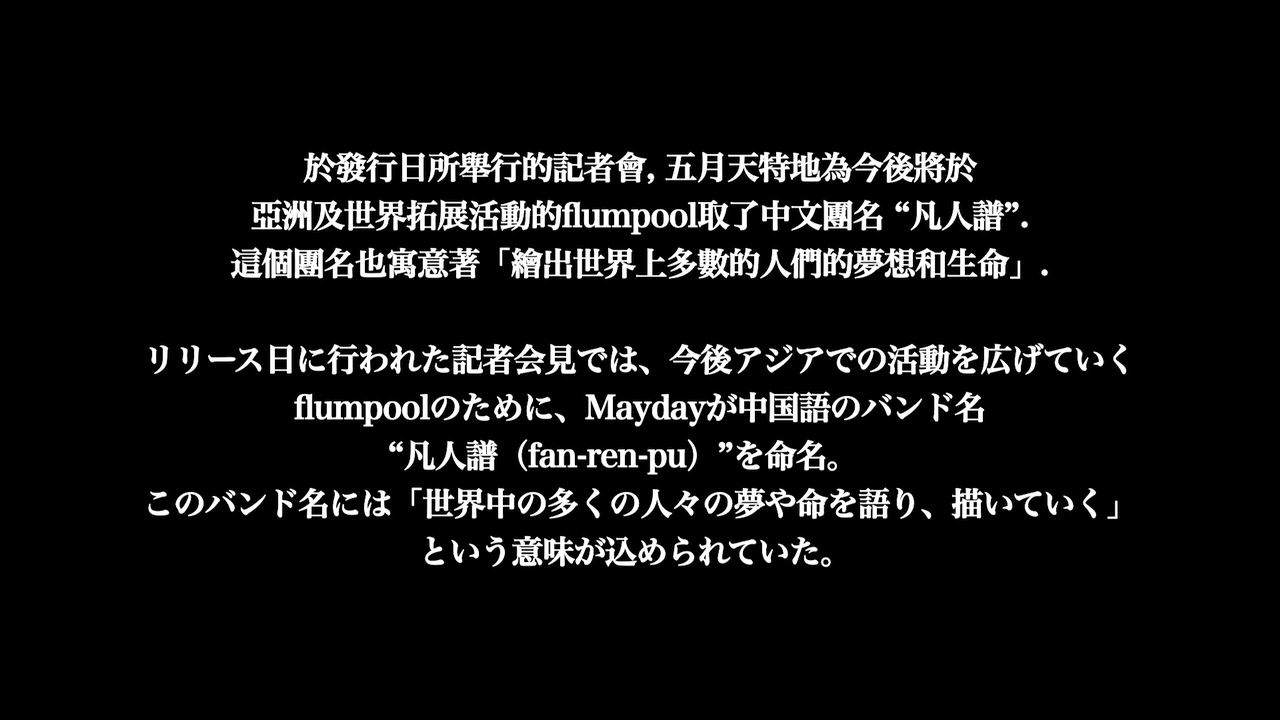 於發行日所舉行的記者會, 五月天特地為今後將於
亞洲及世界拓展活動的flumpool取了中文團名 “凡人譜”.
這個團名也寓意著「繪出世界上多數的人們的夢想和生命」.
リリース日に行われた記者会見では、今後アジアでの活動を広げていく
flumpoolのために、Maydayが中国語のバンド名
“凡人譜（fan-ren-pu）”を命名。
このバンド名には「世界中の多くの人々の夢や命を語り、描いていく」
という意味が込められていた。